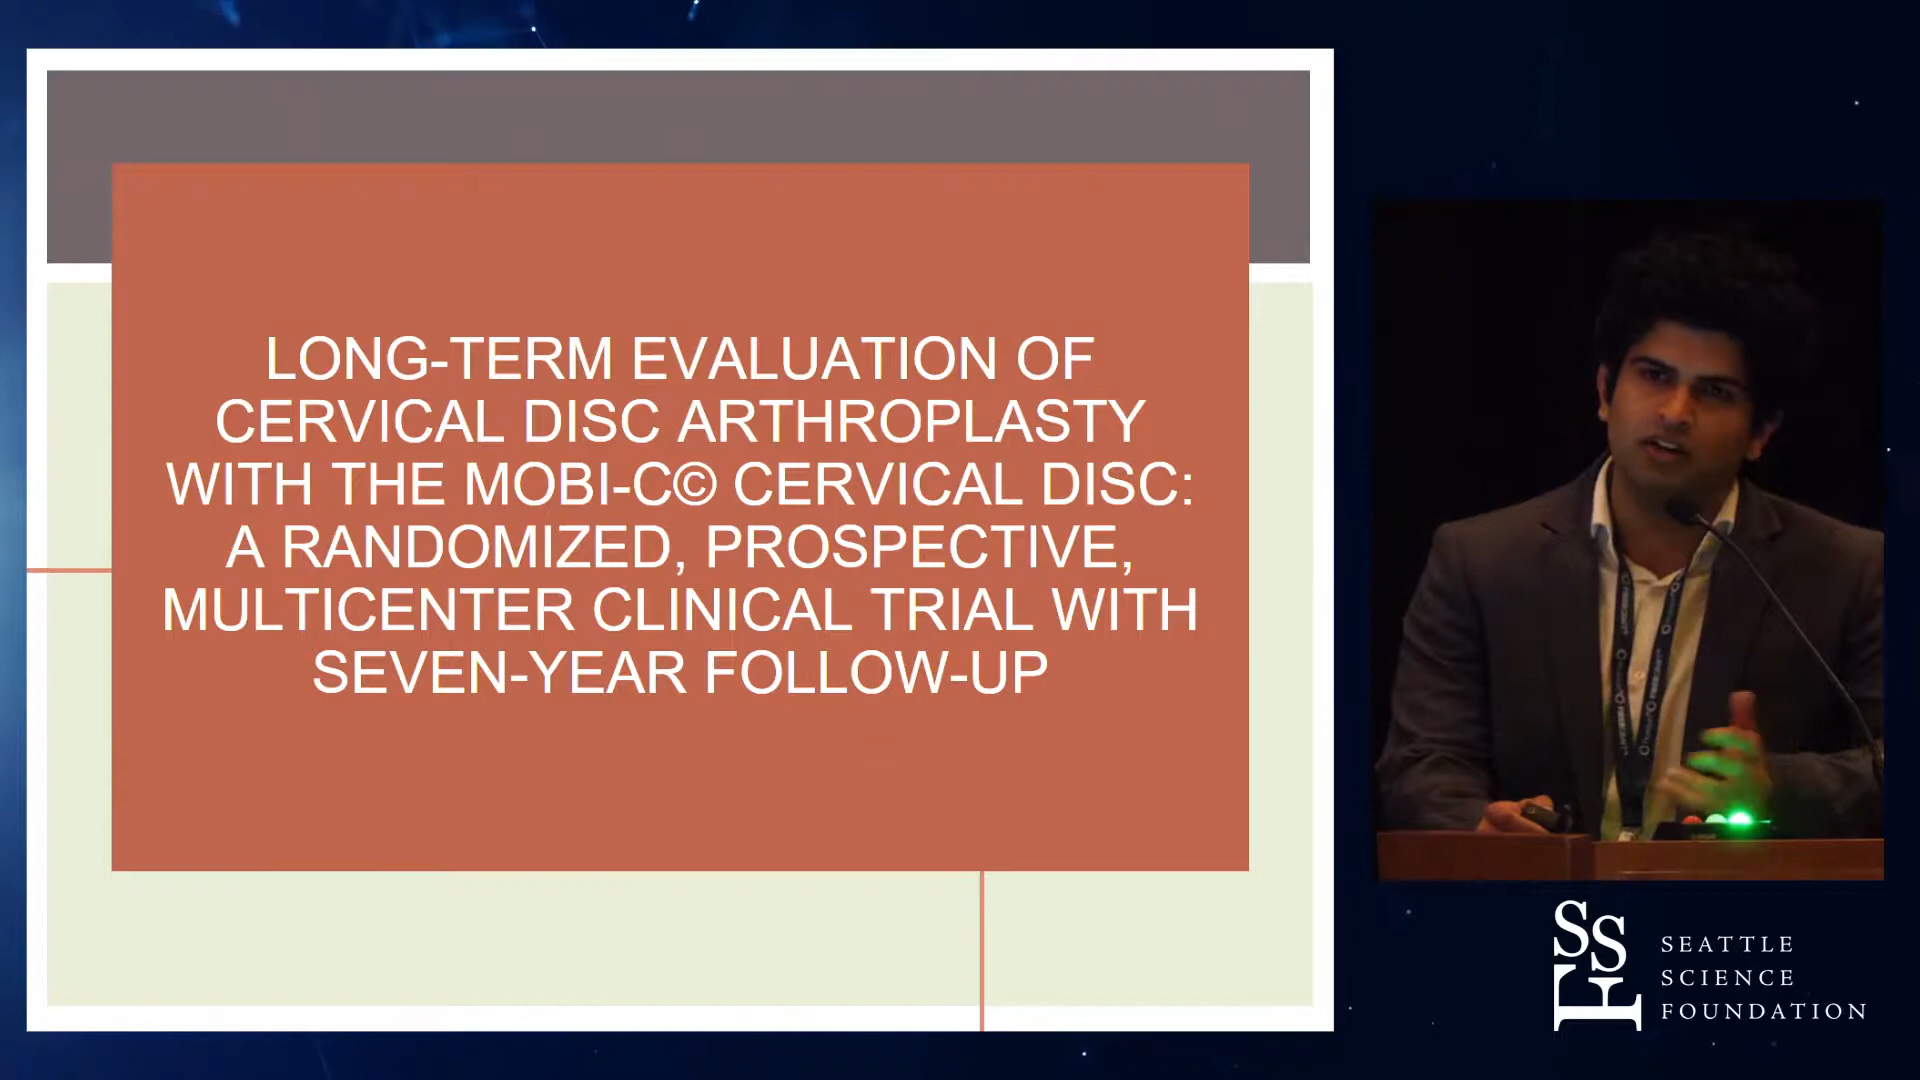 LONG-TERM EVALUATION OF
CERVICAL DISC ARTHROPLASTY
WITH THE MOBI-C© CERVICAL DISC:
A RANDOMIZED, PROSPECTIVE,
MULTICENTER CLINICAL TRIAL WITH
SEVEN-YEAR FOLLOW-UP
SSF
SEATTLE
SCIENCE
FOUNDATION